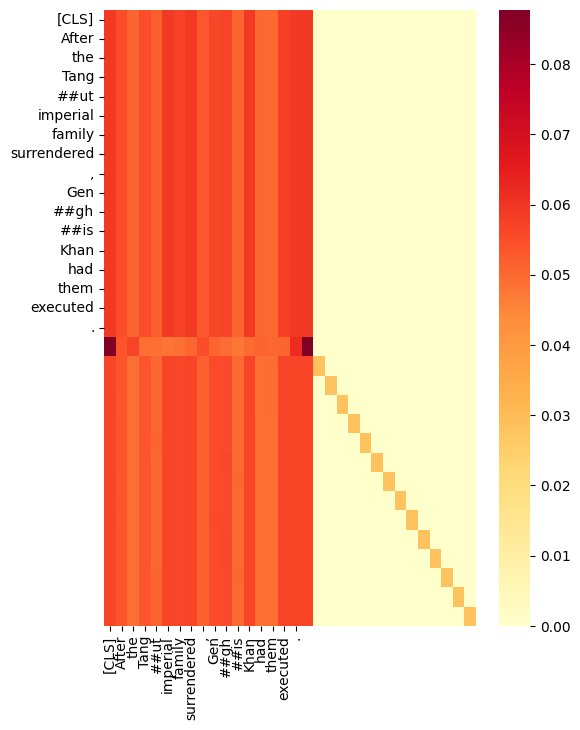 [CLS]
After
the
Tang
##ut
imperial
family
surrendered
,
Gen
##gh
##is
Khan
had
them
executed
.
0.08
0.07
0.06
0.05
0.04
0.03
0.02
0.01
0.00
[CLS]
After
the
Tang
##ut
imperial
family
surrendered
,
Gen
##gh
##is
Khan
had
them
executed
.